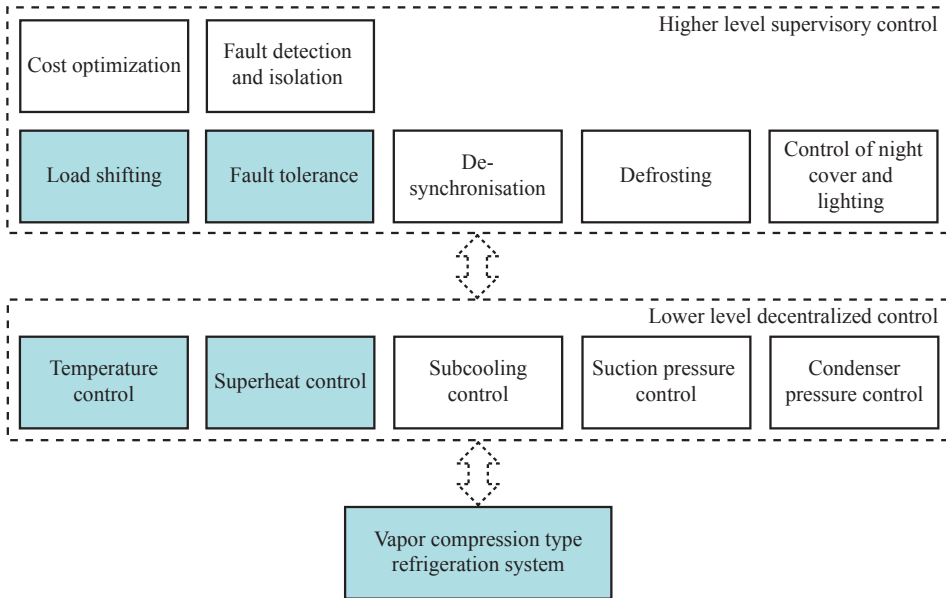 Higher level supervisory control
Cost optimization
Fault detection
and isolation
Load shifting
Fault tolerance
De-
synchronisation
Defrosting
Control of night
cover and
lighting
Lower level decentralized control
Temperature
control
Superheat control
Subcooling
control
Suction pressure
control
Condenser
pressure control
Vapor compression type
refrigeration system